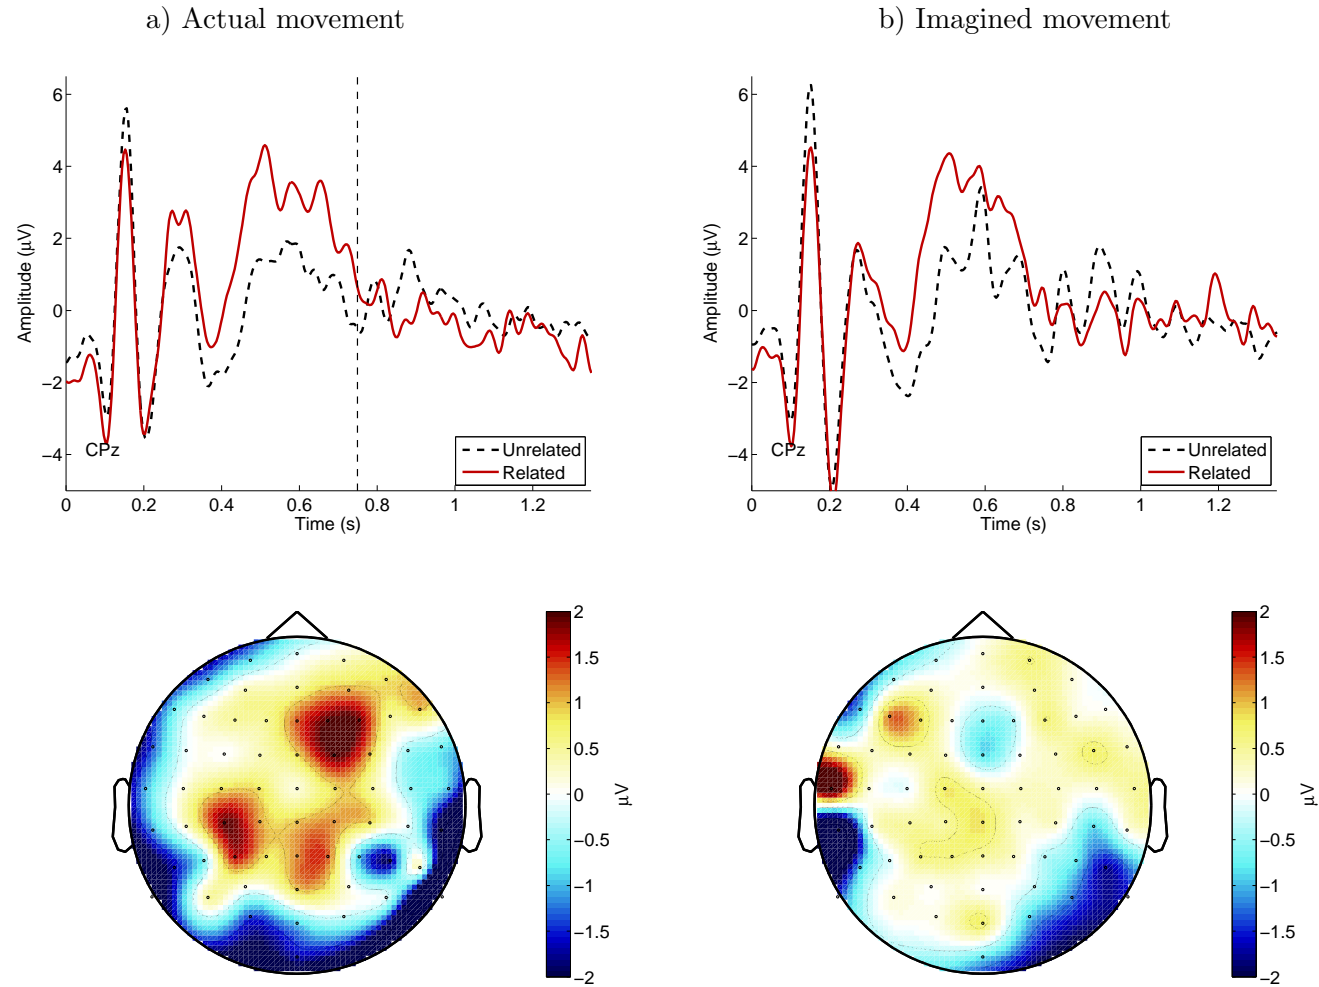 a) Actual movement
b) Imagined movement
6
4
2
0
−2
−4
Amplitude (μV)
CPz
Unrelated
Related
0 0.2 0.4 0.6 0.8 1 1.2
Time (s)
6
4
2
0
−2
−4
Amplitude (μV)
CPz
Unrelated
Related
0 0.2 0.4 0.6 0.8 1 1.2
Time (s)
2
1.5
1
0.5
0
−0.5
−1
−1.5
−2
μV
2
1.5
1
0.5
0
−0.5
−1
−1.5
−2
μV